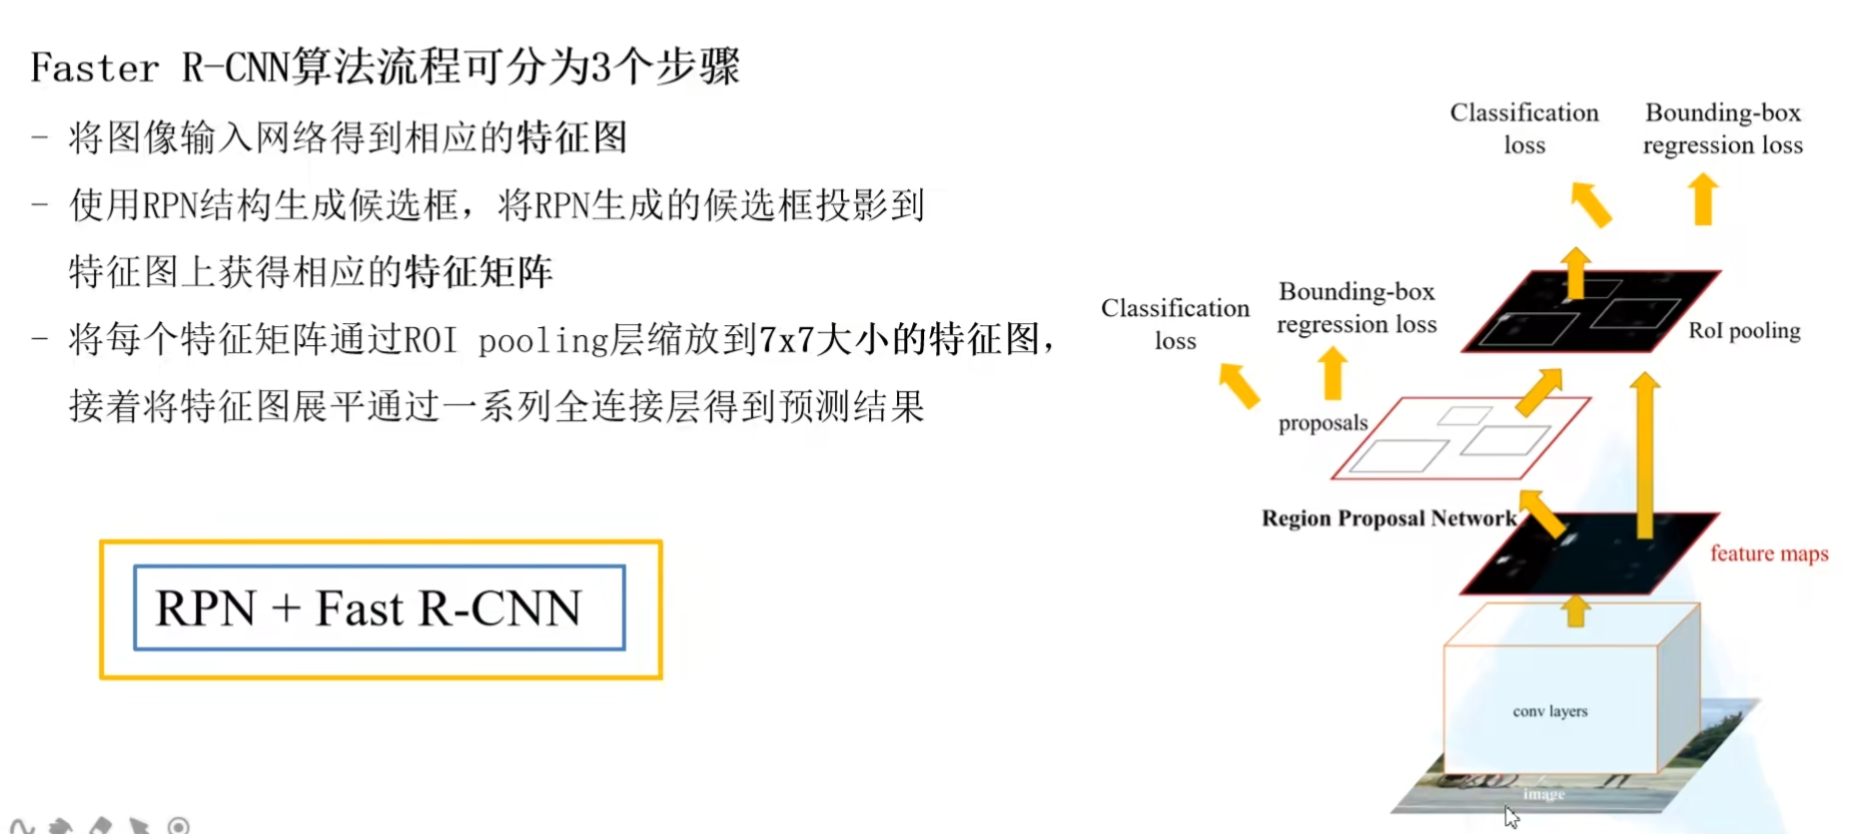 Faster R-CNN算法流程可分为3个步骤
- 将图像输入网络得到相应的特征图
- 使用RPN结构生成候选框，将RPN生成的候选框投影到
特征图上获得相应的特征矩阵
- 将每个特征矩阵通过ROI pooling层缩放到7x7大小的特征图，
接着将特征图展平通过一系列全连接层得到预测结果
RPN + Fast R-CNN
Classification
loss
Bounding-box
regression loss
RoI pooling
Classification
loss
Bounding-box
regression loss
proposals
Region Proposal Network
feature maps
conv layers
image